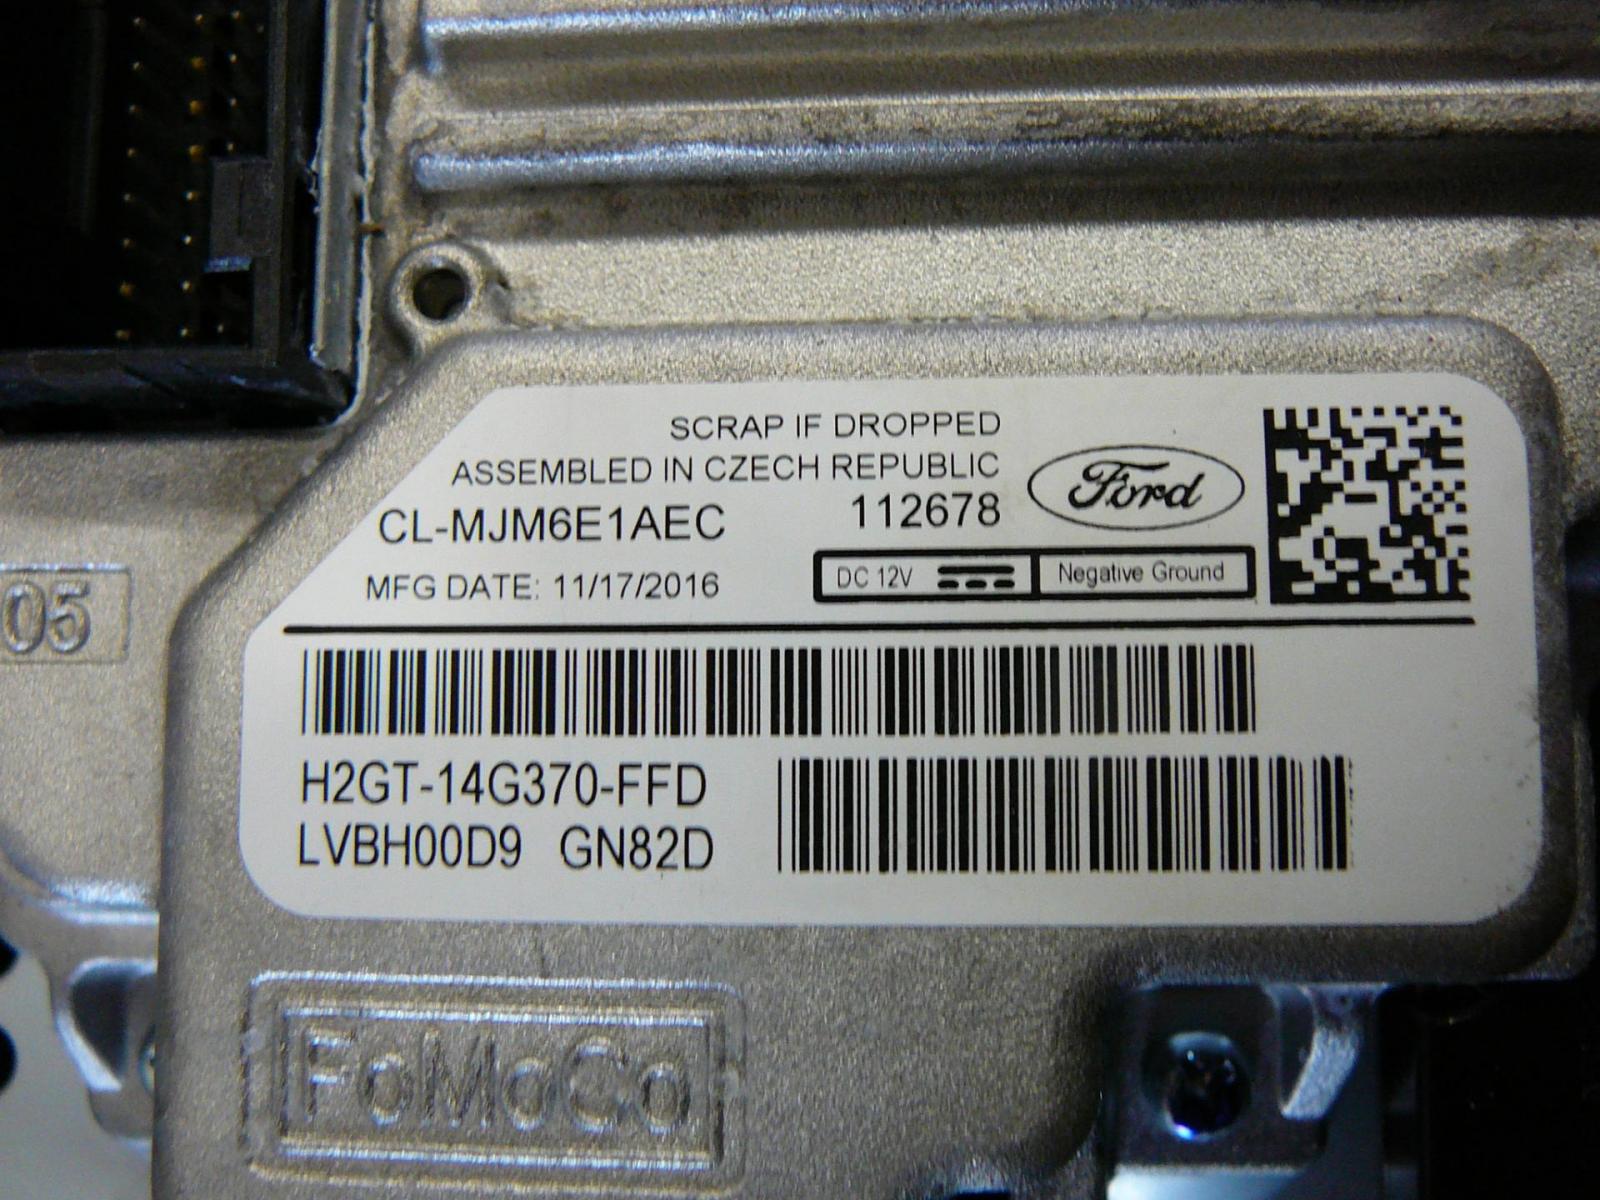 SCRAP IF DROPPED
ASSEMBLED IN CZECH REPUBLIC
CL-MJM6E1AEC 112678
Ford
MFG DATE: 11/17/2016
DC 12V Negative Ground
05
H2GT-14G370-FFD
LVBH00D9 GN82D
FoMoCo